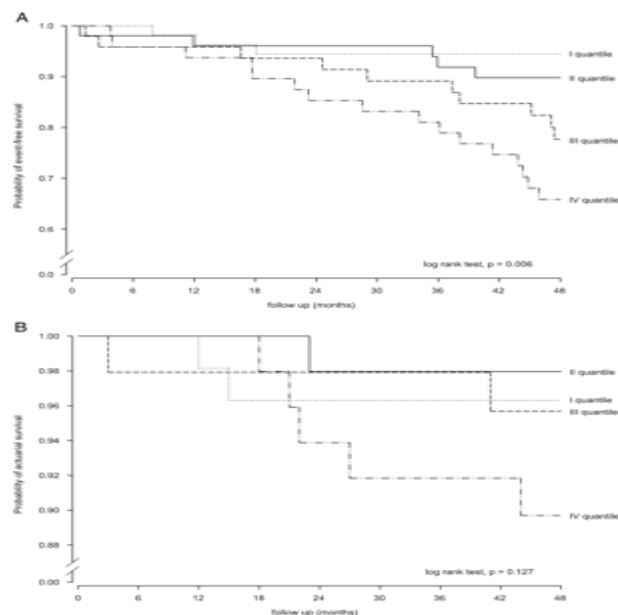 A
1.0
0.9
0.8
0.7
0.6
0.0
Probability of event-free survival
I quantile
II quantile
III quantile
IV quantile
log rank test, p = 0.006
0 6 12 18 24 30 36 42 48
follow up (months)
B
1.00
0.98
0.96
0.94
0.92
0.90
0.88
0.00
Probability of actuarial survival
II quantile
I quantile
III quantile
IV quantile
log rank test, p = 0.127
0 12 24 36 48
follow up (months)